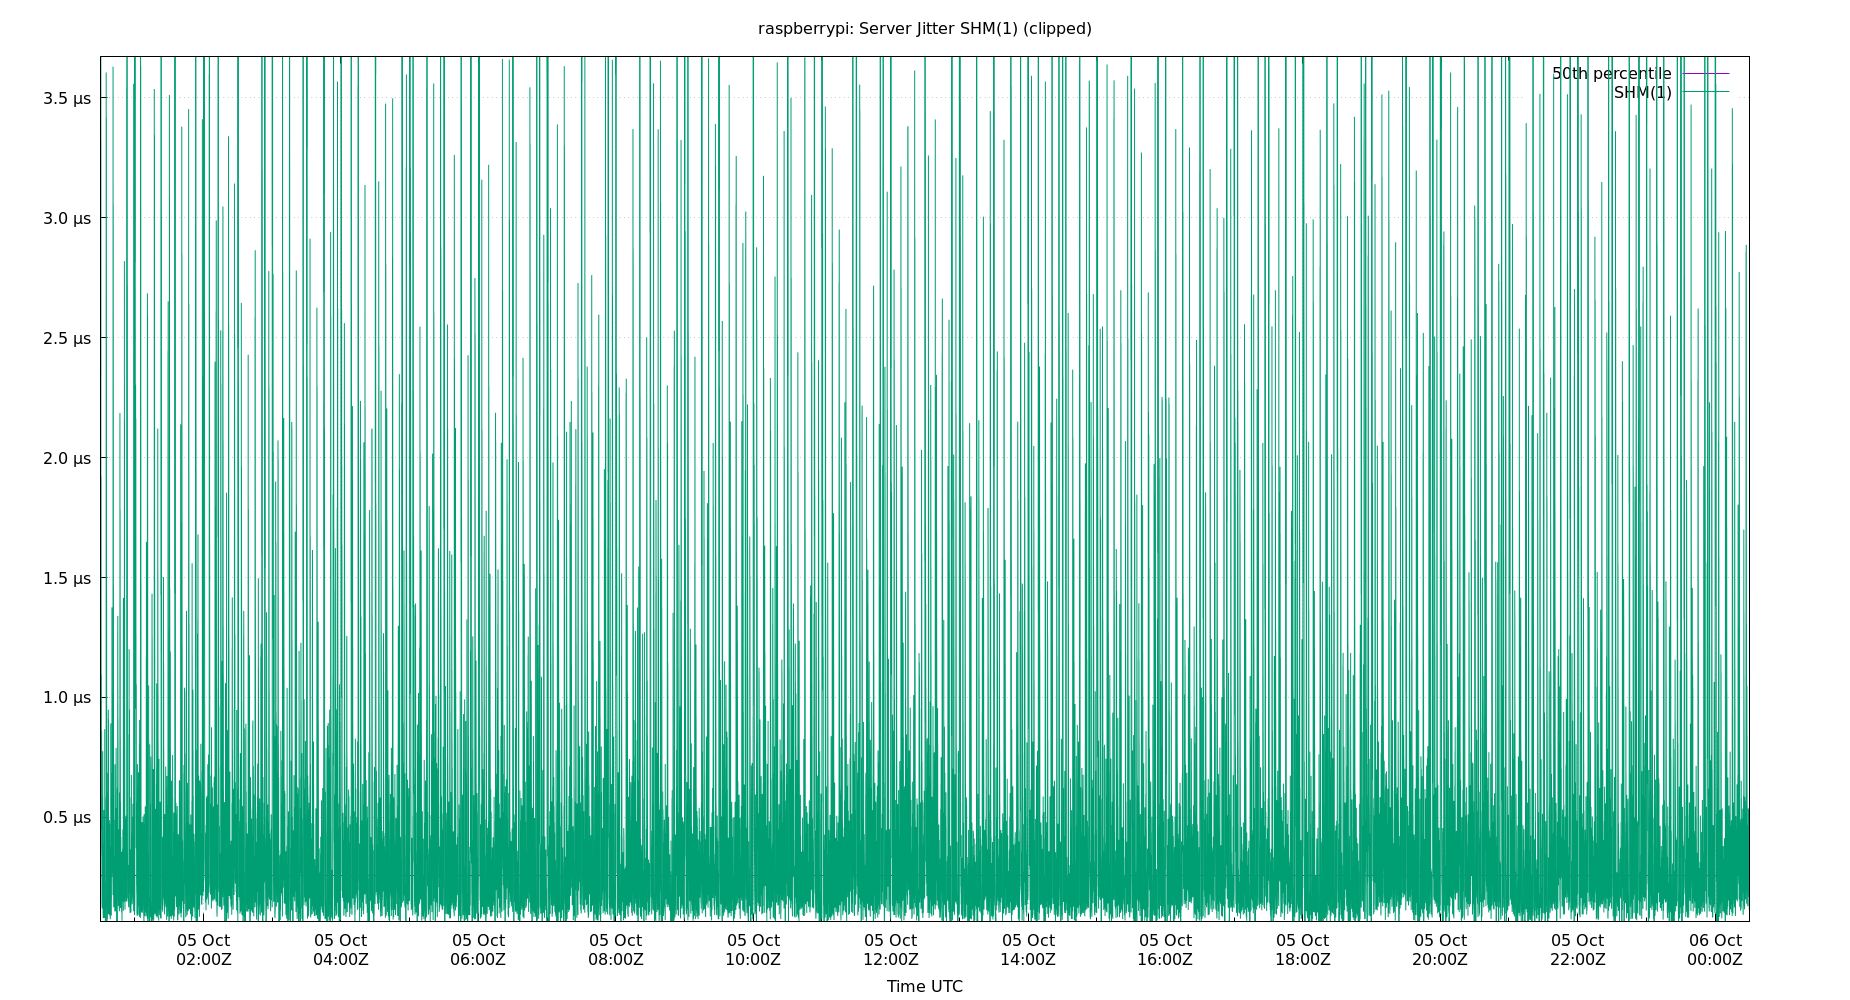 raspberrypi: Server Jitter SHM(1) (clipped)
50th percentile
SHM(1)
3.5 µs
3.0 µs
2.5 µs
2.0 µs
1.5 µs
1.0 µs
0.5 µs
05 Oct 05 Oct 05 Oct 05 Oct 05 Oct 05 Oct 05 Oct 05 Oct 05 Oct 05 Oct 05 Oct 06 Oct
02:00Z 04:00Z 06:00Z 08:00Z 10:00Z 12:00Z 14:00Z 16:00Z 18:00Z 20:00Z 22:00Z 00:00Z
Time UTC